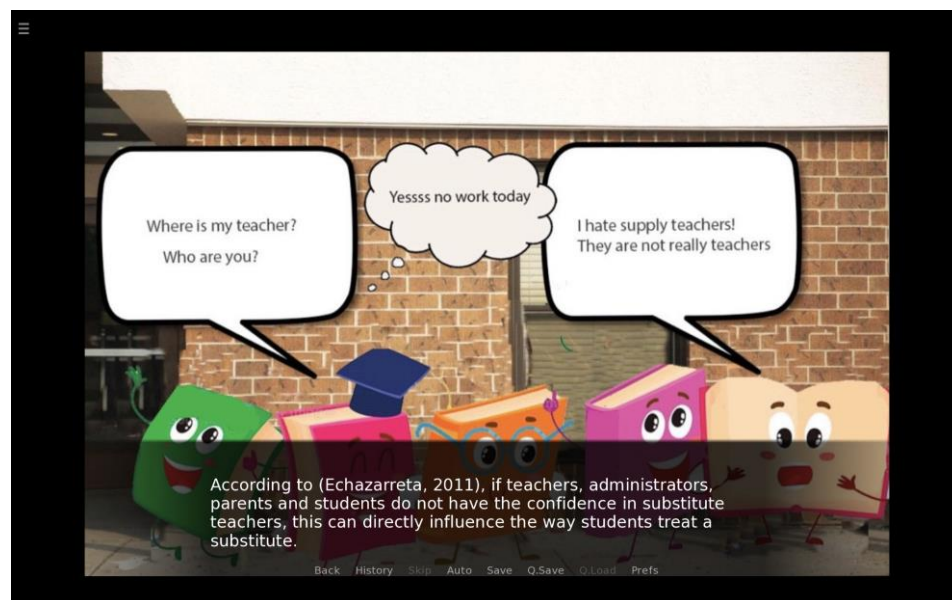 Where is my teacher?
Who are you?
Yessss no work today
I hate supply teachers!
They are not really teachers
According to (Echazarreta, 2011), if teachers, administrators,
parents and students do not have the confidence in substitute
teachers, this can directly influence the way students treat a
substitute.
Back History Skip Auto Save Q.Save Q.Load Prefs